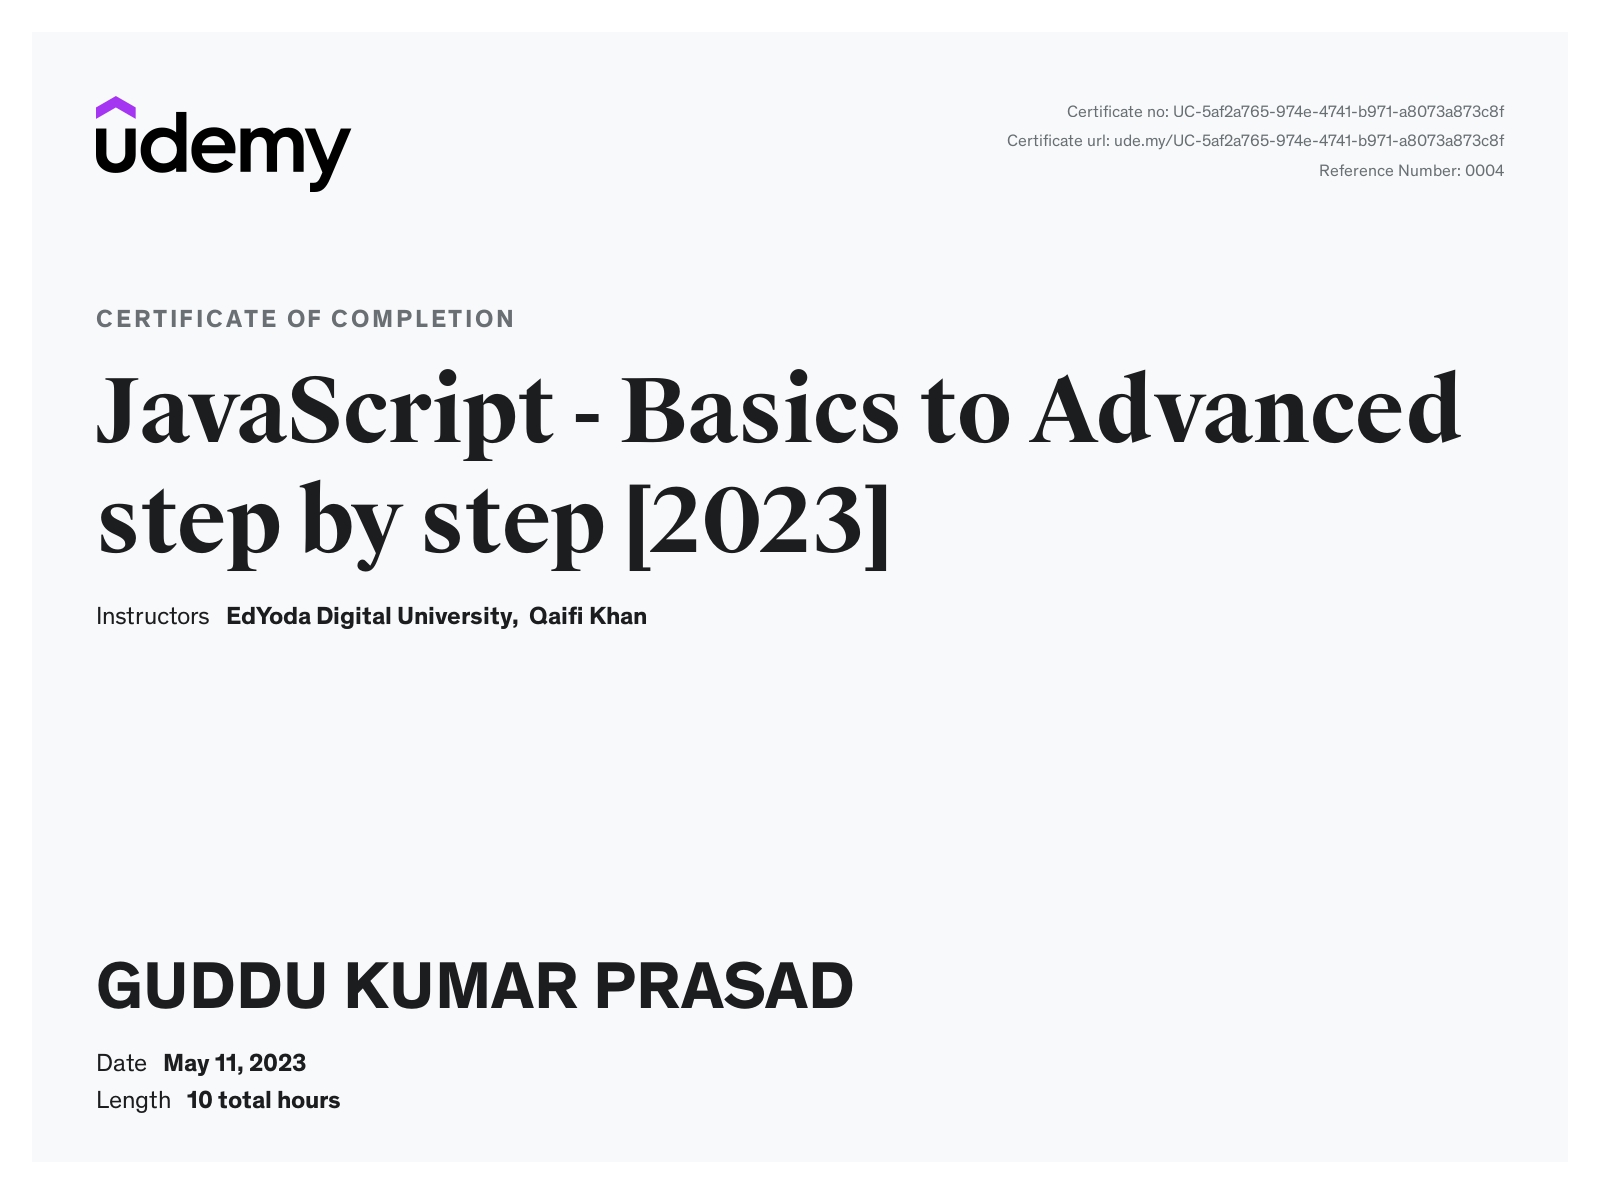 udemy
Certificate no: UC-5af2a765-974e-4741-b971-a8073a873c8f
Certificate url: ude.my/UC-5af2a765-974e-4741-b971-a8073a873c8f
Reference Number: 0004
CERTIFICATE OF COMPLETION
JavaScript - Basics to Advanced
step by step [2023]
Instructors EdYoda Digital University, Qaifi Khan
GUDDU KUMAR PRASAD
Date May 11, 2023
Length 10 total hours